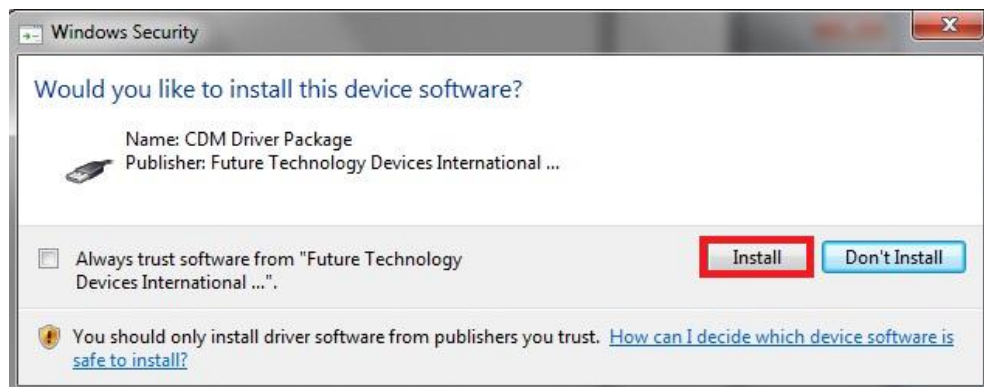 Windows Security
Would you like to install this device software?
Name: CDM Driver Package
Publisher: Future Technology Devices International ...
Always trust software from "Future Technology
Devices International ...".
Install
Don't Install
You should only install driver software from publishers you trust. How can I decide which device software is
safe to install?